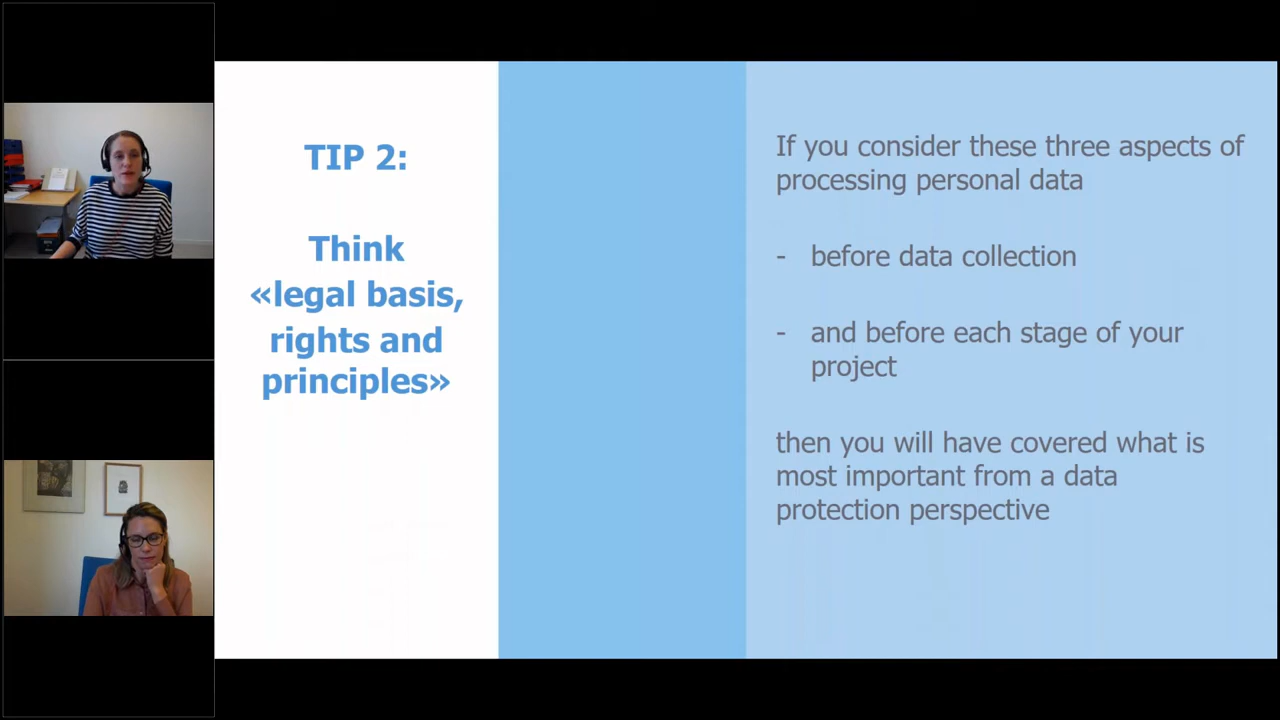 TIP 2:
Think
«legal basis,
rights and
principles»
If you consider these three aspects of
processing personal data
- before data collection
- and before each stage of your
project
then you will have covered what is
most important from a data
protection perspective